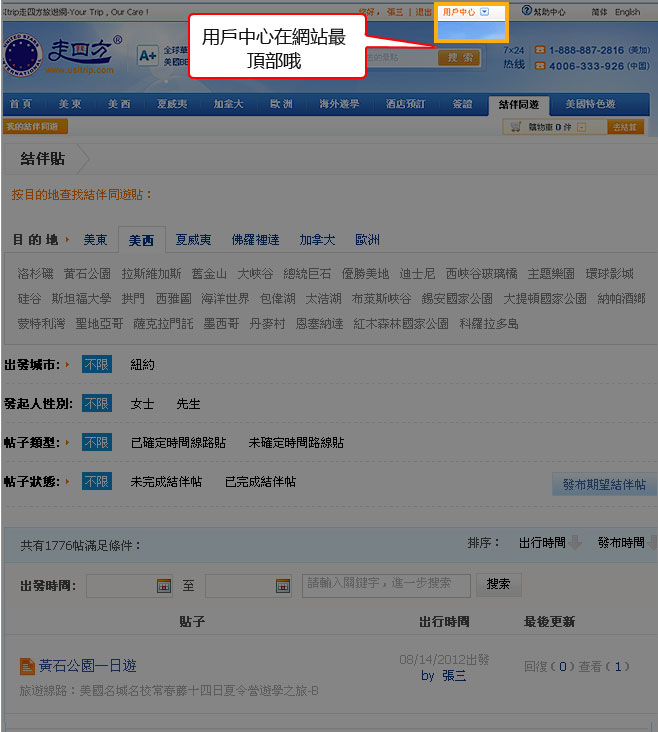 trip走四方旅遊網-Your Trip , Our Care !
您好， 張三 | 退出
用戶中心
幫助中心 简体 English
用戶中心在網站最
頂部哦
走四方®
www.usitrip.com
A+
全球華
美國BB
搜 索
7x24
热线
1-888-887-2816 (美加)
4006-333-926 (中国)
首頁 美東 美西 夏威夷 加拿大 歐洲 海外遊學 酒店預訂 簽證 結伴同遊 美國特色遊
我的結伴同遊
購物車 0 件 去結算
結伴貼
按目的地查找結伴同遊貼：
目的地 美東 美西 夏威夷 佛羅裡達 加拿大 歐洲
洛杉磯 黃石公園 拉斯維加斯 舊金山 大峽谷 總統巨石 優勝美地 迪士尼 西峽谷玻璃橋 主題樂園 環球影城
硅谷 斯坦福大學 拱門 西雅圖 海洋世界 包偉湖 太浩湖 布萊斯峽谷 錫安國家公園 大提頓國家公園 納帕酒鄉
蒙特利灣 聖地亞哥 薩克拉門託 墨西哥 丹麥村 恩塞納達 紅木森林國家公園 科羅拉多島
出發城市: 不限 紐約
發起人性別: 不限 女士 先生
帖子類型: 不限 已確定時間線路貼 未確定時間路線貼
帖子狀態: 不限 未完成結伴帖 已完成結伴帖
發布期望結伴帖
共有1776帖滿足條件：
排序： 出行時間 發布時間
出發時間: 至 請輸入關鍵字，進一步搜索 搜索
貼子 出行時間 最後更新
黃石公園一日遊
旅遊線路：美國名城名校常春藤十四日夏令營遊學之旅-B
08/14/2012出發
by 張三
回復(0)查看(1)